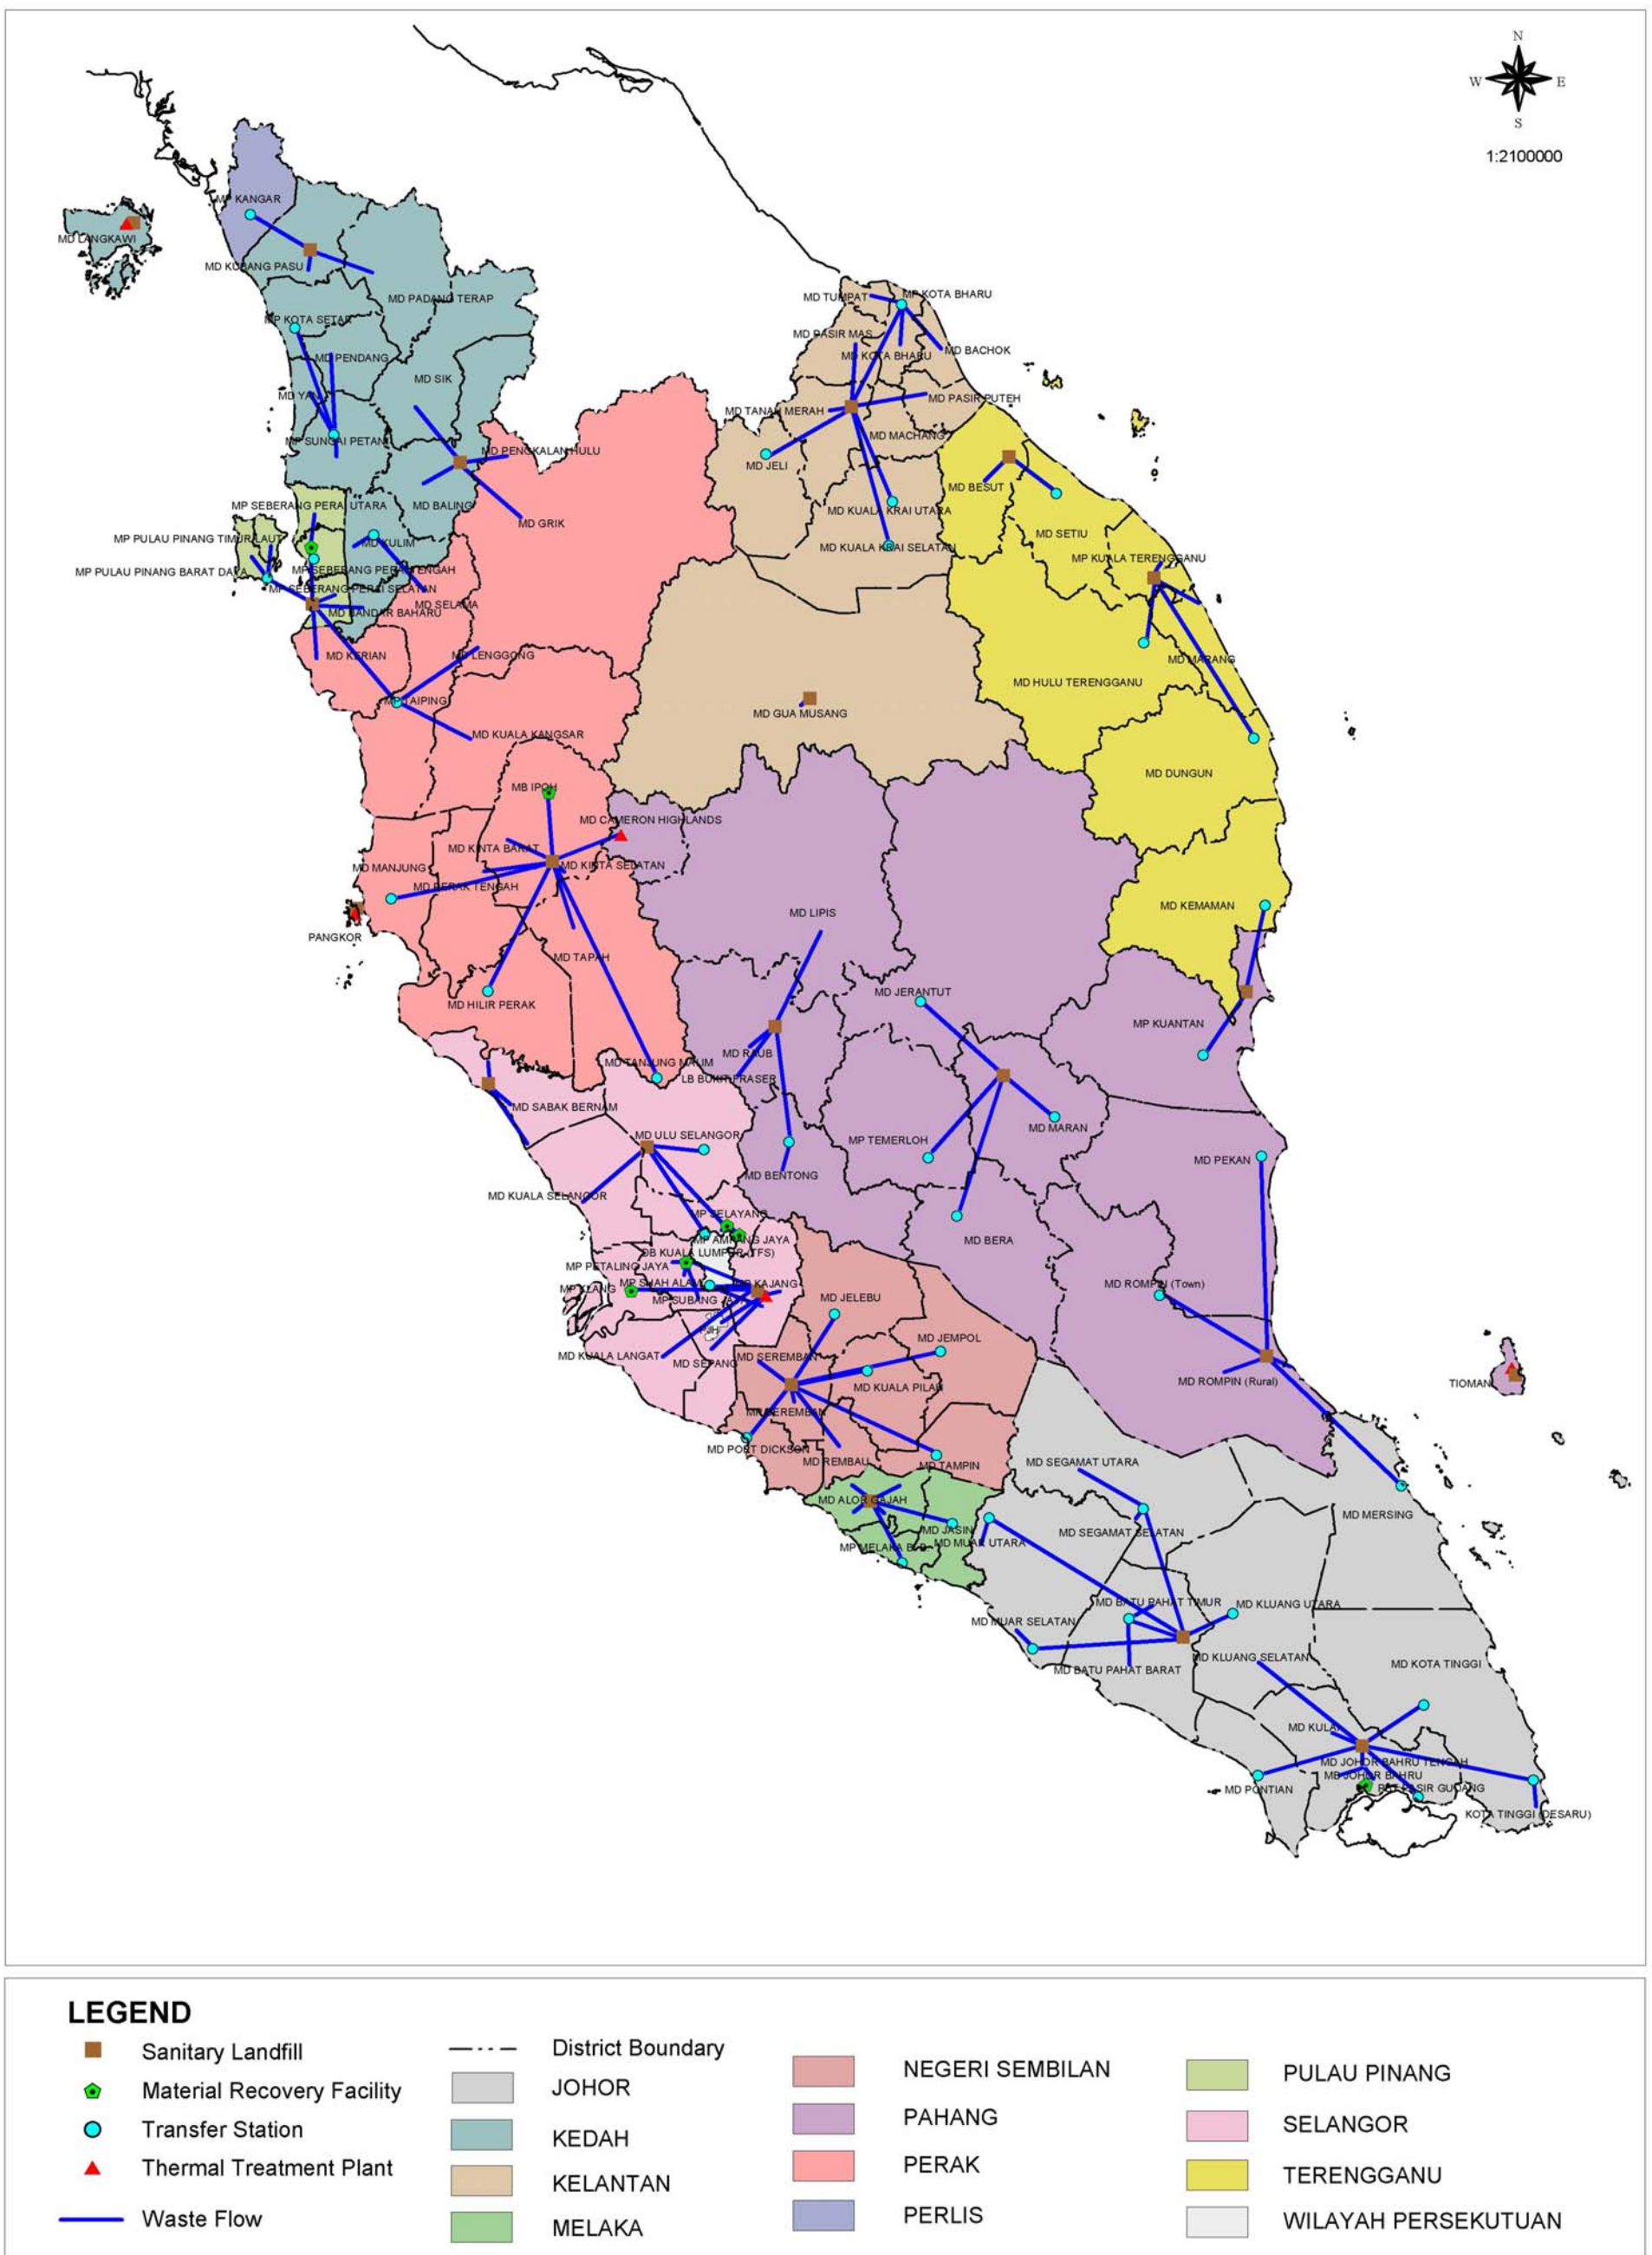 N
W E
S
1:2100000
MP KANGAR
MD LANGKAWI
MD KUBANG PASU
MD PADANG TERAP
MP KOTA SETAR
MD PENDANG
MD SIK
MD YAN
MP SUNGAI PETANI
MD PENGKALAN HULU
MP SEBERANG PERAI UTARA
MD BALING
MD GRIK
MP PULAU PINANG TIMUR LAUT
MD KULIM
MP PULAU PINANG BARAT DAYA
MP SEBERANG PERAI TENGAH
MP SEBERANG PERAI SELATAN
MD SELAMA
MD BANDAR BAHARU
MD KERIAN
MD LENGGONG
MP TAIPING
MD KUALA KANGSAR
MB IPOH
MD CAMERON HIGHLANDS
MD KINTA BARAT
MD KINTA SELATAN
MD MANJUNG
MD PERAK TENGAH
PANGKOR
MD TAPAH
MD HILIR PERAK
MD TANJUNG MALIM
MD TUMPAT
MP KOTA BHARU
MD PASIR MAS
MD KOTA BHARU
MD BACHOK
MD TANAH MERAH
MD PASIR PUTEH
MD MACHANG
MD JELI
MD KUALA KRAI UTARA
MD KUALA KRAI SELATAN
MD GUA MUSANG
MD BESUT
MD SETIU
MP KUALA TERENGGANU
MD MARANG
MD HULU TERENGGANU
MD DUNGUN
MD KEMAMAN
MD LIPIS
MD JERANTUT
MP KUANTAN
MD RAUB
LB BUKIT FRASER
MD MARAN
MP TEMERLOH
MD BENTONG
MD PEKAN
MD BERA
MD ROMPIN (Town)
MD ROMPIN (Rural)
TIOMAN
MD SABAK BERNAM
MD ULU SELANGOR
MD KUALA SELANGOR
MP SELAYANG
MP AMPANG JAYA
DB KUALA LUMPUR (TFS)
MP PETALING JAYA
MP KLANG
MP SHAH ALAM
MP KAJANG
MP SUBANG JAYA
PJH
MD KUALA LANGAT
MD SEPANG
MD JELEBU
MD JEMPOL
MD SEREMBAN
MD KUALA PILAH
MP SEREMBAN
MD PORT DICKSON
MD REMBAU
MD TAMPIN
MD ALOR GAJAH
MD JASIN
MP MELAKA B. B.
MD MUAR UTARA
MD SEGAMAT UTARA
MD SEGAMAT SELATAN
MD MERSING
MD BATU PAHAT TIMUR
MD KLUANG UTARA
MD MUAR SELATAN
MD BATU PAHAT BARAT
MD KLUANG SELATAN
MD KOTA TINGGI
MD KULAI
MD JOHOR BAHRU TENGAH
MB JOHOR BAHRU
PBT PASIR GUDANG
MD PONTIAN
KOTA TINGGI (DESARU)
LEGEND
Sanitary Landfill
Material Recovery Facility
Transfer Station
Thermal Treatment Plant
Waste Flow
District Boundary
JOHOR
KEDAH
KELANTAN
MELAKA
NEGERI SEMBILAN
PAHANG
PERAK
PERLIS
PULAU PINANG
SELANGOR
TERENGGANU
WILAYAH PERSEKUTUAN